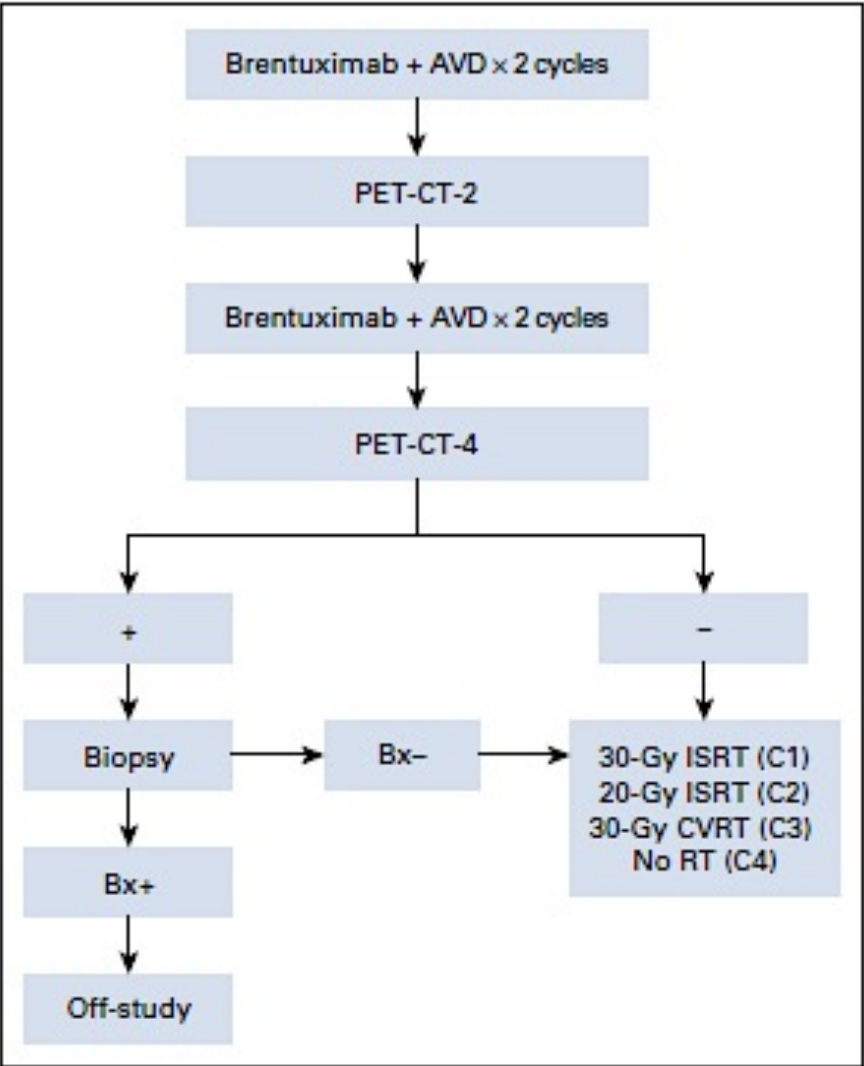 Brentuximab + AVD × 2 cycles
PET-CT-2
Brentuximab + AVD × 2 cycles
PET-CT-4
+
–
Biopsy
Bx–
30-Gy ISRT (C1)
20-Gy ISRT (C2)
30-Gy CVRT (C3)
No RT (C4)
Bx+
Off-study